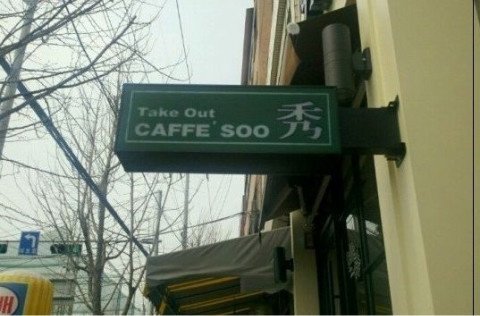 Take Out
CAFFE' SOO 秀